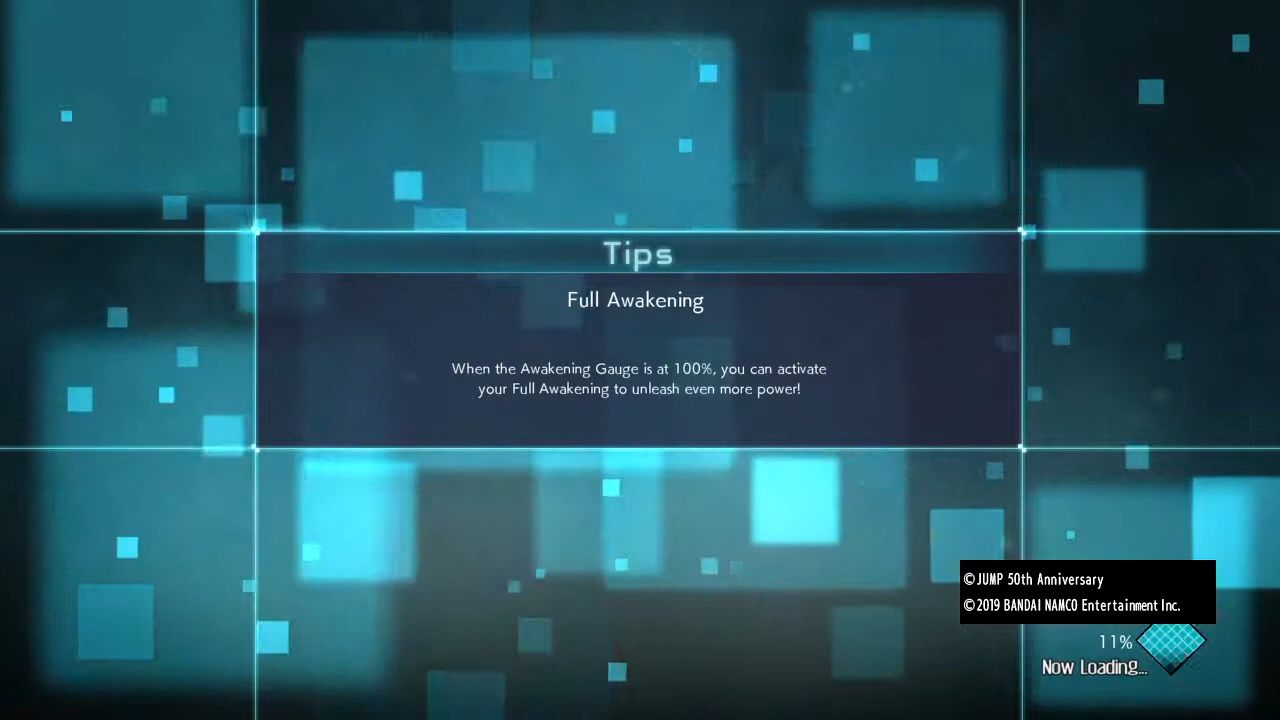 Tips
Full Awakening
When the Awakening Gauge is at 100%, you can activate
your Full Awakening to unleash even more power!
©JUMP 50th Anniversary
©2019 BANDAI NAMCO Entertainment Inc.
11%
Now Loading...